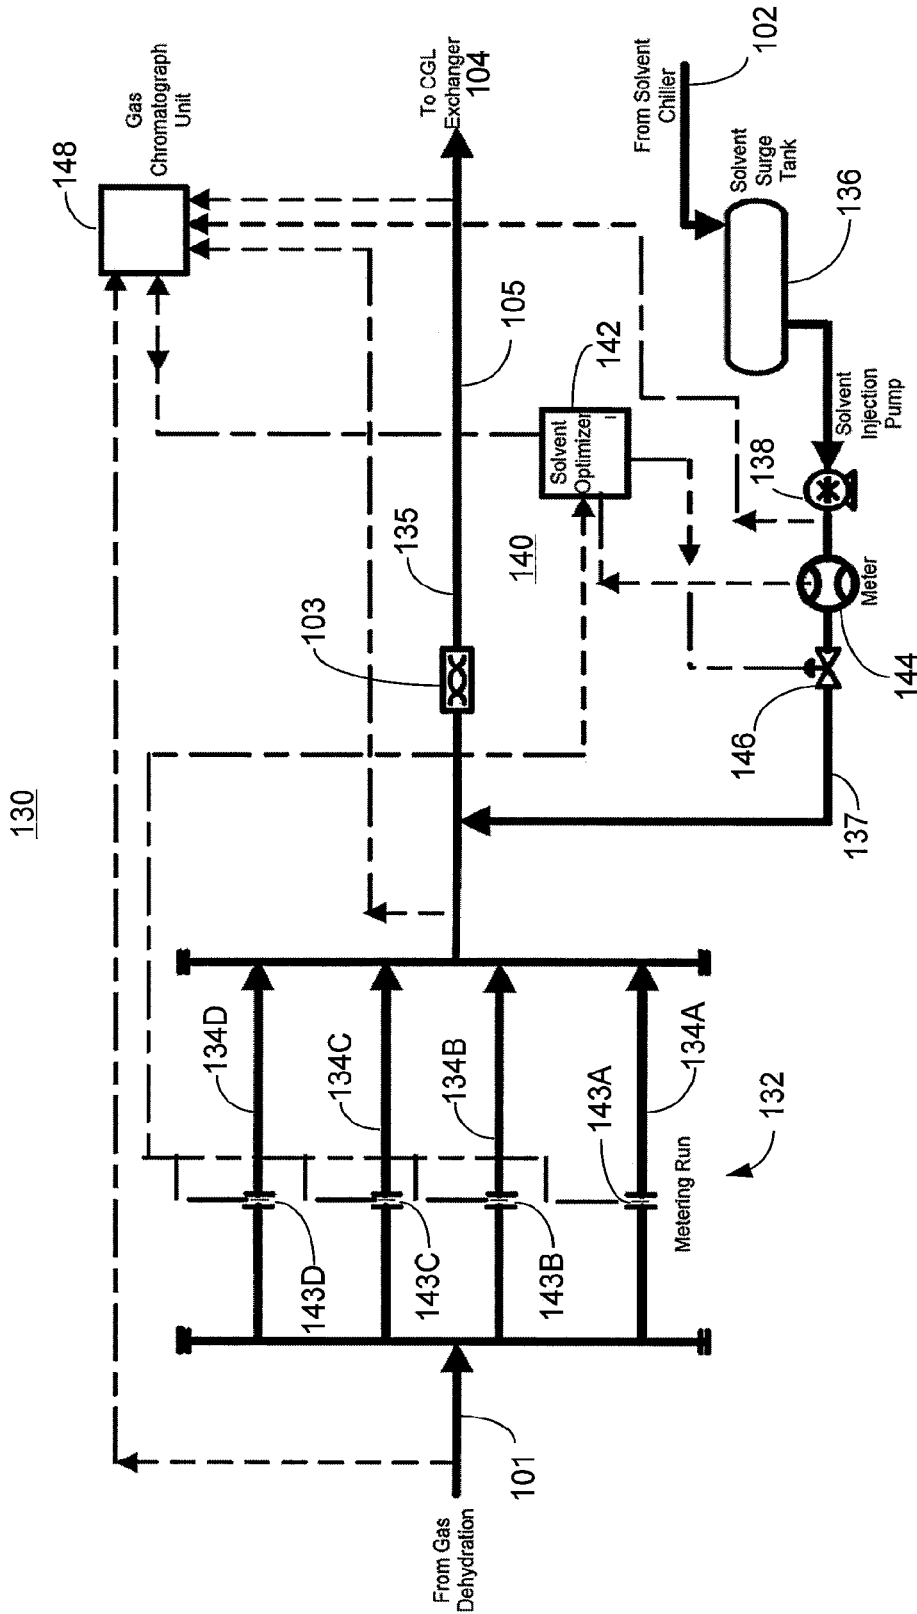 130
148
Gas
Chromatograph
Unit
To CGL
Exchanger
104
102
From Solvent
Chiller
Solvent
Surge
Tank
136
105
142
Solvent
Optimizer
140
135
103
Solvent
Injection
Pump
138
Meter
144
146
137
134D
134C
134B
134A
143D
143C
143B
143A
Metering Run
132
101
From Gas
Dehydration